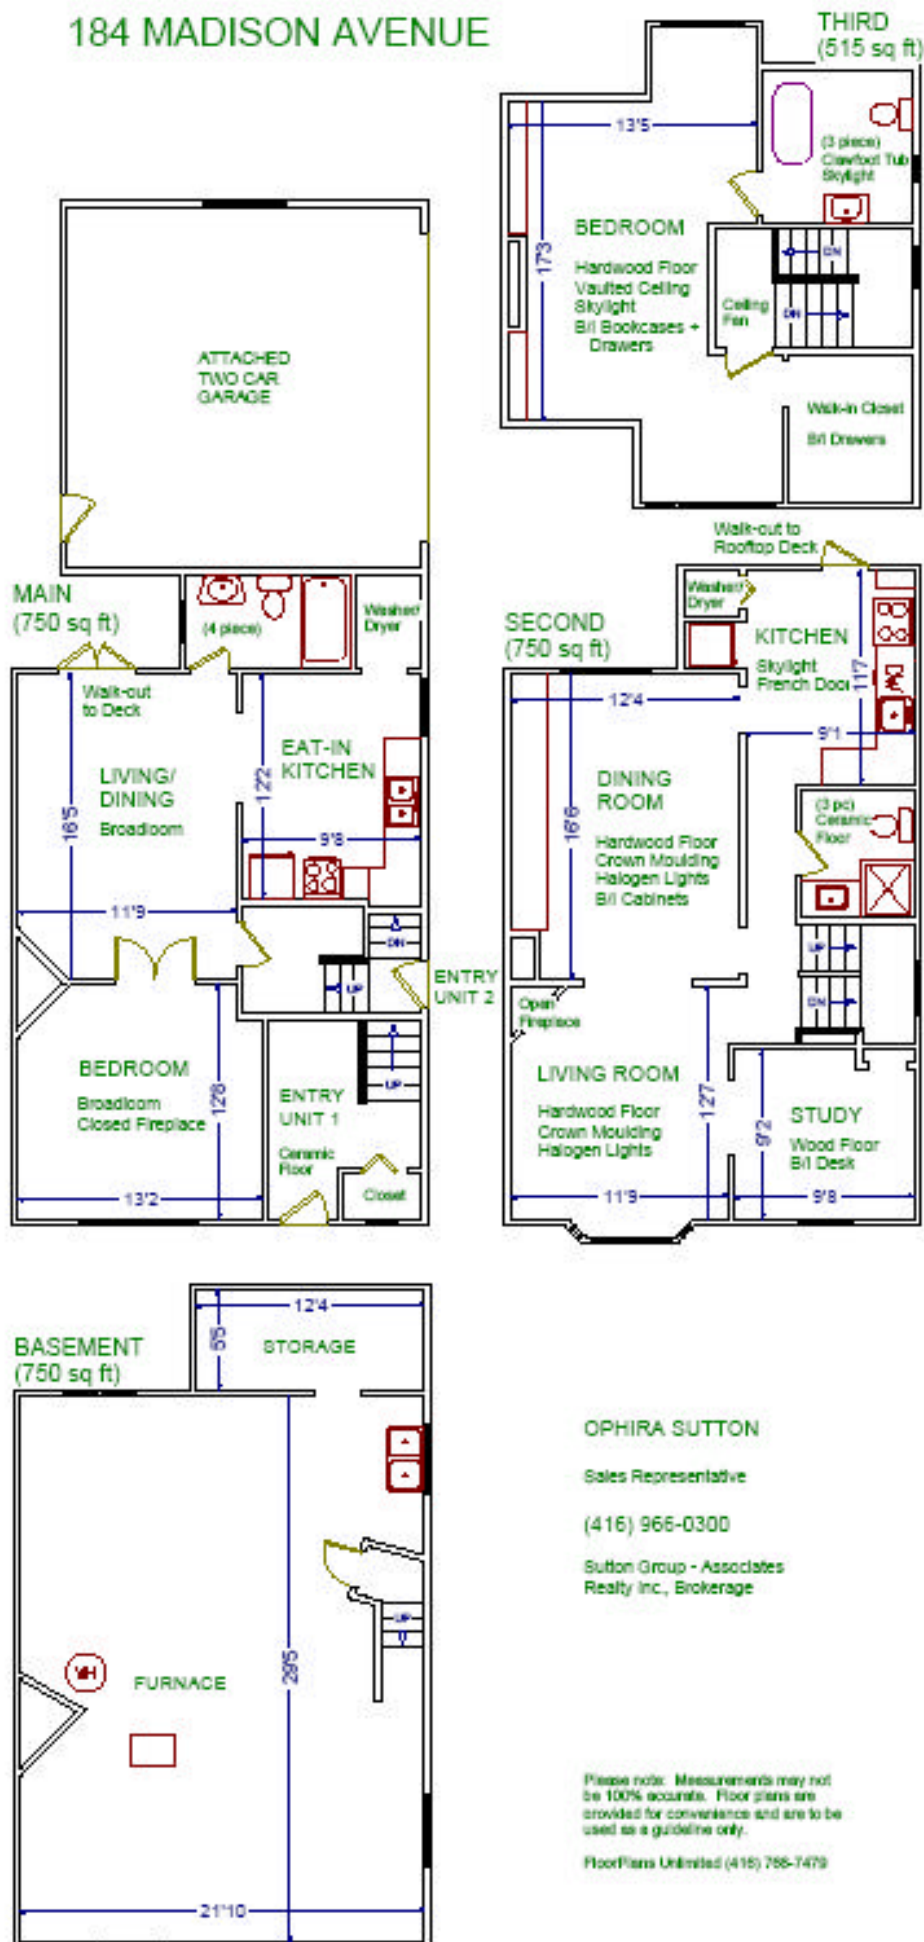 184 MADISON AVENUE
THIRD
(515 sq ft)
13'5
(3 piece)
Clawfoot Tub
Skylight
BEDROOM
Hardwood Floor
Vaulted Ceiling
Skylight
B/I Bookcases +
Drawers
17'3
DN
DN
Ceiling
Fan
Walk-in Closet
B/I Drawers
ATTACHED
TWO CAR
GARAGE
MAIN
(750 sq ft)
(4 piece)
Washer/
Dryer
Walk-out
to Deck
LIVING/
DINING
Broadloom
16'5
11'9
EAT-IN
KITCHEN
12'2
9'8
DN
UP
ENTRY
UNIT 2
BEDROOM
Broadloom
Closed Fireplace
12'8
13'2
ENTRY
UNIT 1
Ceramic
Floor
UP
Closet
Walk-out to
Rooftop Deck
SECOND
(750 sq ft)
Washer/
Dryer
KITCHEN
Skylight
French Door
11'7
9'1
12'4
DINING
ROOM
16'6
Hardwood Floor
Crown Moulding
Halogen Lights
B/I Cabinets
(3 pc)
Ceramic
Floor
UP
DN
Open
Fireplace
LIVING ROOM
Hardwood Floor
Crown Moulding
Halogen Lights
12'7
11'9
STUDY
Wood Floor
B/I Desk
9'2
9'8
BASEMENT
(750 sq ft)
12'4
5'5
STORAGE
UP
WH
FURNACE
29'5
21'10
OPHIRA SUTTON
Sales Representative
(416) 966-0300
Sutton Group - Associates
Realty Inc., Brokerage
Please note: Measurements may not
be 100% accurate. Floor plans are
provided for convenience and are to be
used as a guideline only.
FloorPlans Unlimited (416) 766-7479